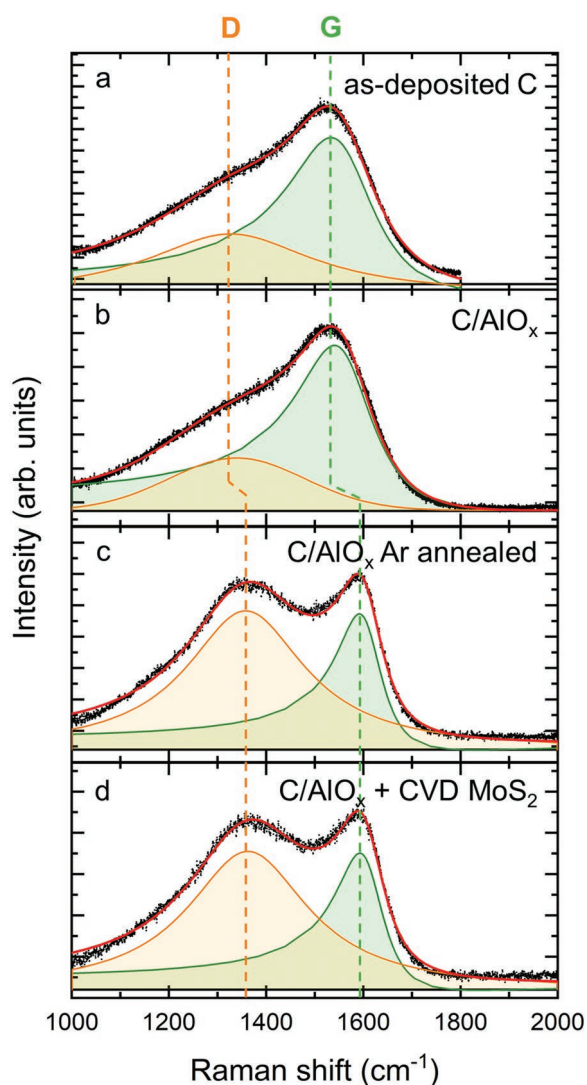 D G
a as-deposited C
b C/AlOₓ
c C/AlOₓ Ar annealed
d C/AlOₓ + CVD MoS₂
Intensity (arb. units)
1000 1200 1400 1600 1800 2000
Raman shift (cm⁻¹)